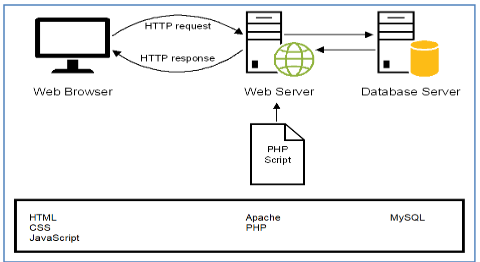 HTTP request
HTTP response
Web Browser
Web Server
Database Server
PHP
Script
HTML
CSS
JavaScript
Apache
PHP
MySQL